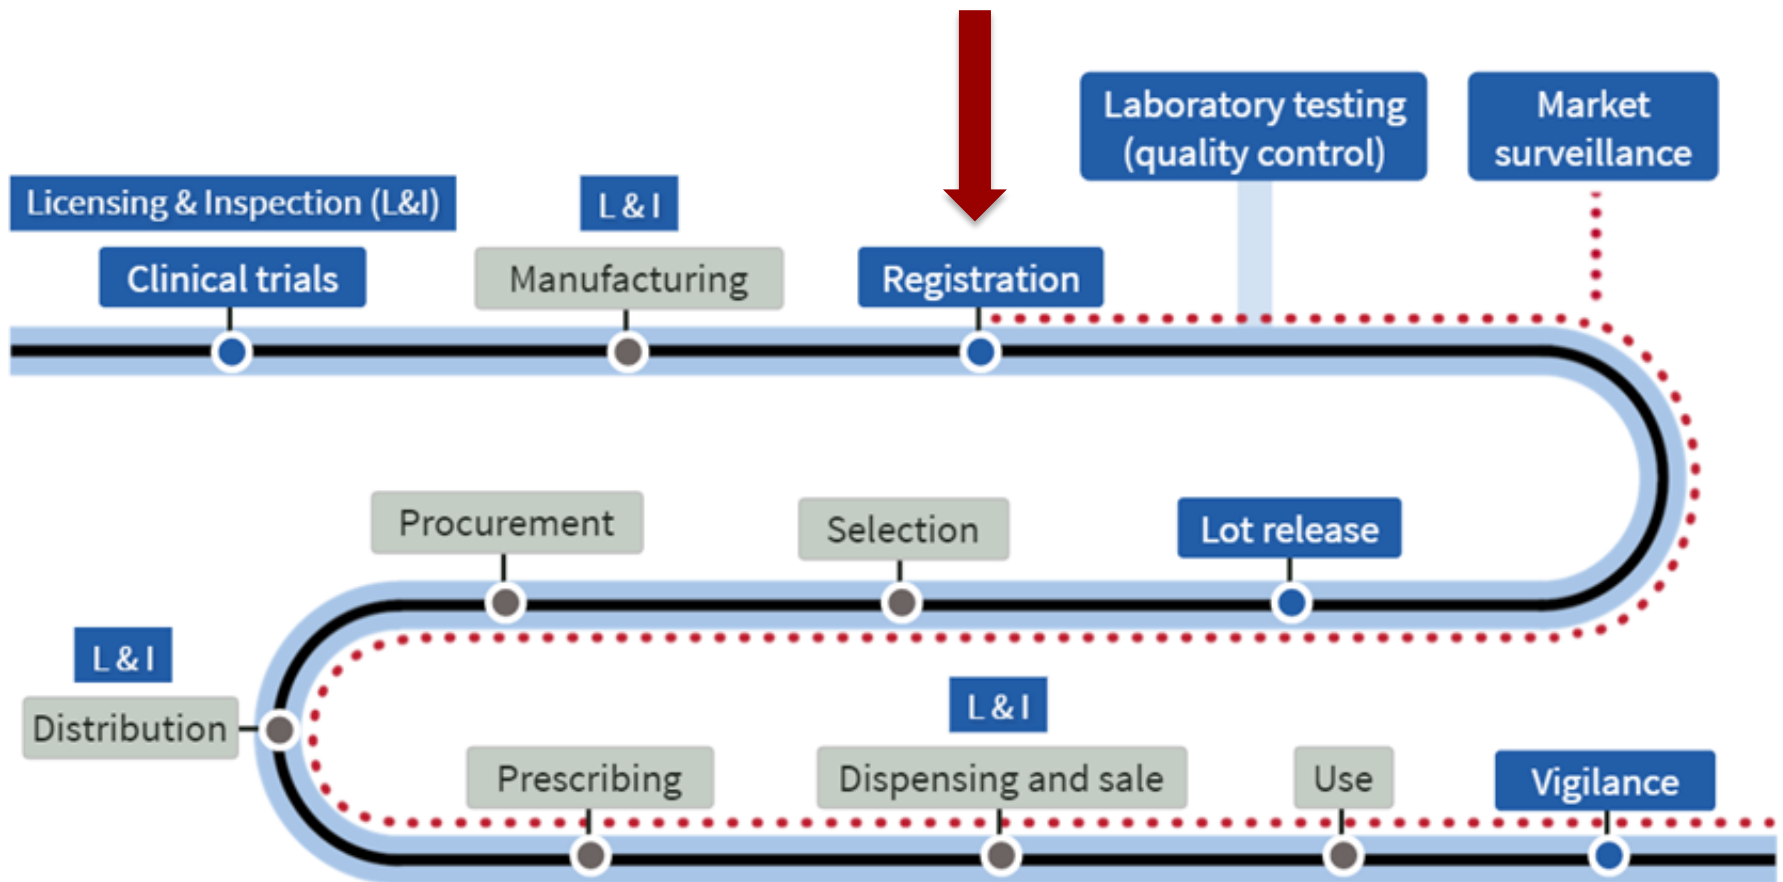 Laboratory testing
(quality control)
Market
surveillance
Licensing & Inspection (L&I)
L & I
Clinical trials
Manufacturing
Registration
Procurement
Selection
Lot release
L & I
Distribution
L & I
Prescribing
Dispensing and sale
Use
Vigilance